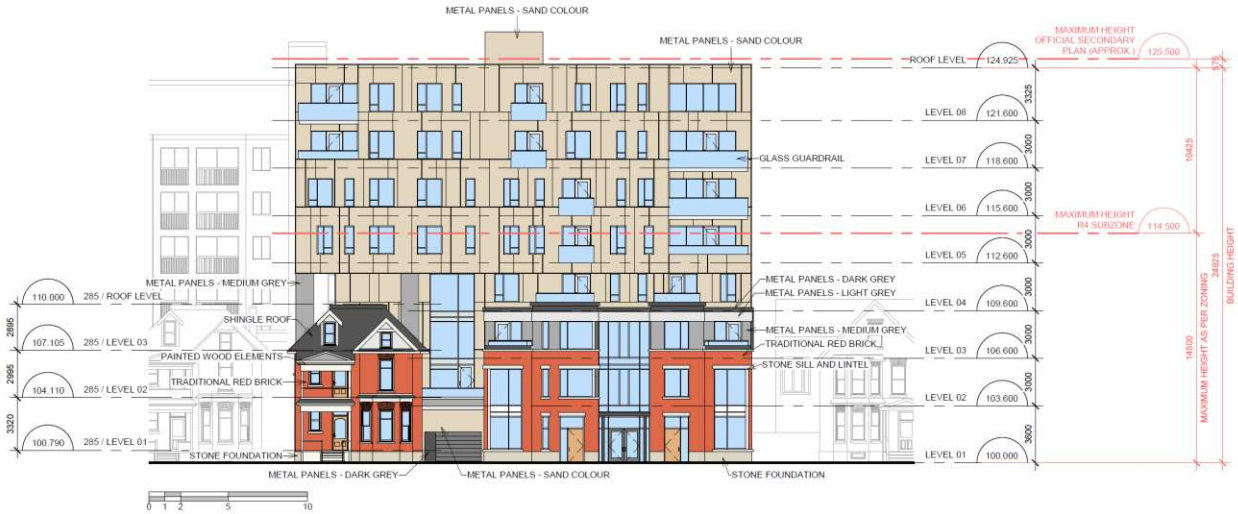 METAL PANELS - SAND COLOUR
METAL PANELS - SAND COLOUR
MAXIMUM HEIGHT
OFFICIAL SECONDARY
PLAN (APPROX.)
125.500
ROOF LEVEL
124.925
575
3325
LEVEL 08
121.600
3000
GLASS GUARDRAIL
LEVEL 07
118.600
10425
3000
LEVEL 06
115.600
MAXIMUM HEIGHT
R4 SUBZONE
114.500
3000
LEVEL 05
112.600
24925
BUILDING HEIGHT
3000
METAL PANELS - MEDIUM GREY
METAL PANELS - DARK GREY
METAL PANELS - LIGHT GREY
110.000
285 / ROOF LEVEL
LEVEL 04
109.600
SHINGLE ROOF
2895
METAL PANELS - MEDIUM GREY
3000
TRADITIONAL RED BRICK
107.105
285 / LEVEL 03
LEVEL 03
106.600
PAINTED WOOD ELEMENTS
STONE SILL AND LINTEL
14500
MAXIMUM HEIGHT AS PER ZONING
2995
TRADITIONAL RED BRICK
3000
104.110
285 / LEVEL 02
LEVEL 02
103.600
3320
3600
100.790
285 / LEVEL 01
STONE FOUNDATION
LEVEL 01
100.000
METAL PANELS - DARK GREY
METAL PANELS - SAND COLOUR
STONE FOUNDATION
0 1 2 5 10